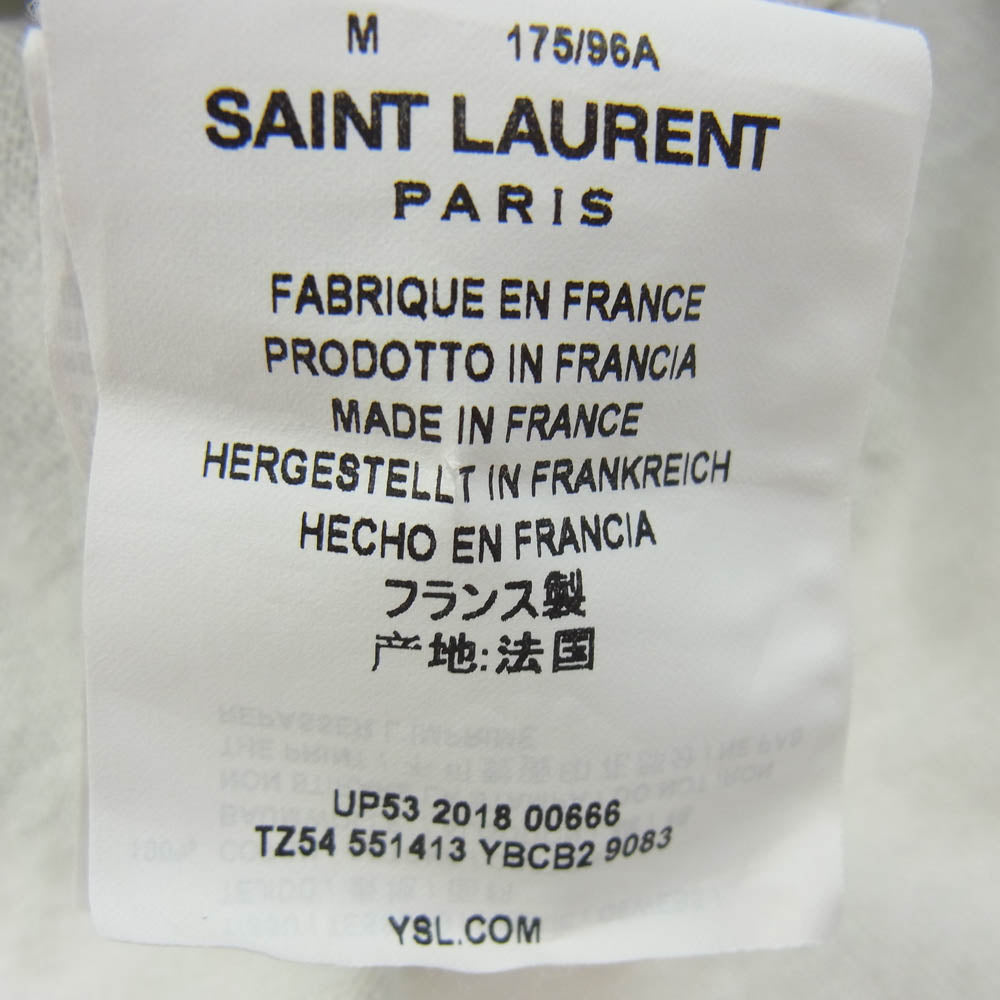 M 175/96A
SAINT LAURENT
PARIS
FABRIQUE EN FRANCE
PRODOTTO IN FRANCIA
MADE IN FRANCE
HERGESTELLT IN FRANKREICH
HECHO EN FRANCIA
フランス製
产地:法国
UP53 2018 00666
TZ54 551413 YBCB2 9083
YSL.COM